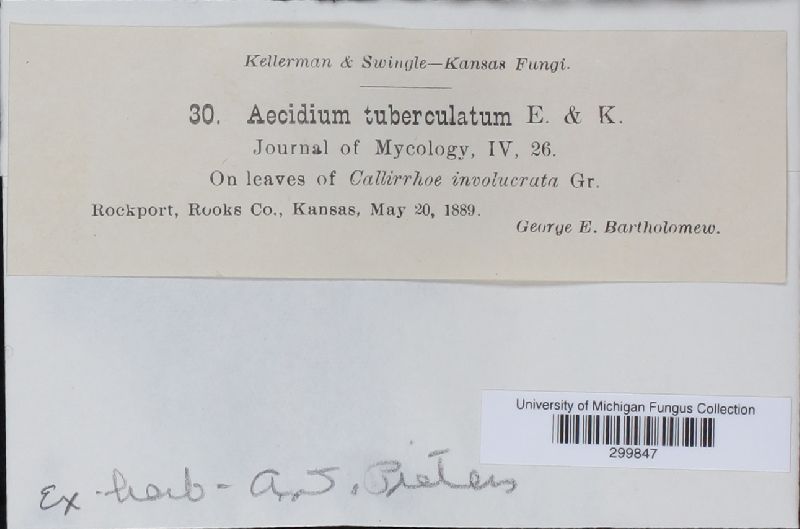 Kellerman & Swingle—Kansas Fungi.
30. Aecidium tuberculatum E. & K.
Journal of Mycology, IV, 26.
On leaves of Callirrhoe involucrata Gr.
Rockport, Rooks Co., Kansas, May 20, 1889.
George E. Bartholomew.
University of Michigan Fungus Collection
299847
Ex-herb-A.J. Pieters